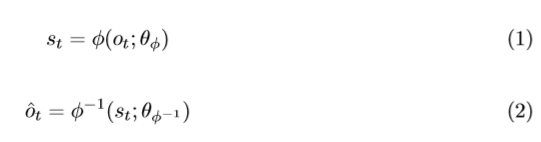 s_t = ϕ(o_t; θ_ϕ) (1)
ô_t = ϕ^{-1}(s_t; θ_{ϕ^{-1}}) (2)